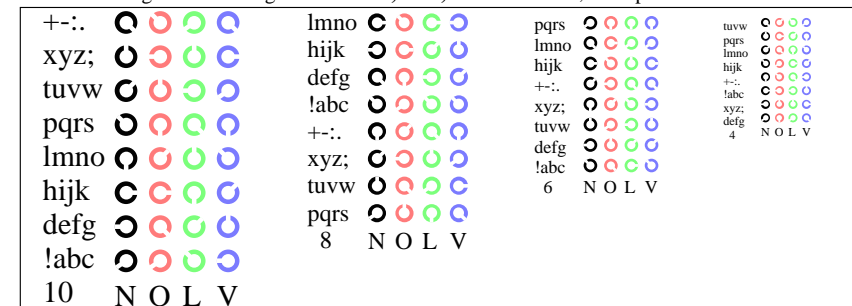 +-:.
xyz;
tuvw
pqrs
lmno
hijk
defg
!abc
10 N O L V
lmno
hijk
defg
!abc
+-:.
xyz;
tuvw
pqrs
8 N O L V
pqrs
lmno
hijk
+-:.
xyz;
tuvw
defg
!abc
6 N O L V
tuvw
pqrs
lmno
hijk
+-:.
!abc
xyz;
defg
4 N O L V